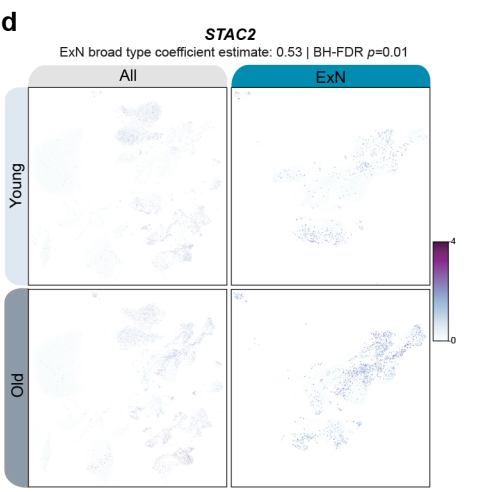 d
STAC2
ExN broad type coefficient estimate: 0.53 | BH-FDR p=0.01
All
ExN
Young
4
0
Old